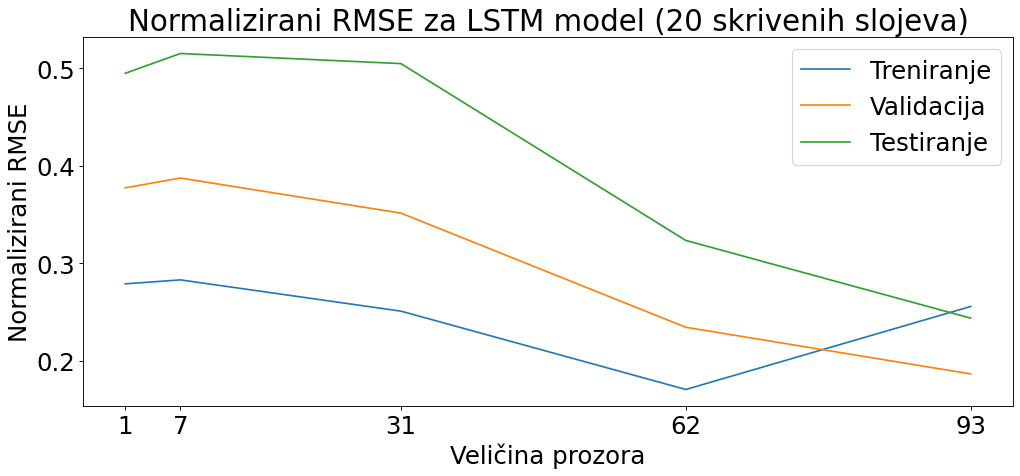 Normalizirani RMSE za LSTM model (20 skrivenih slojeva)
Normalizirani RMSE
0.5
0.4
0.3
0.2
Treniranje
Validacija
Testiranje
1 7 31 62 93
Veličina prozora